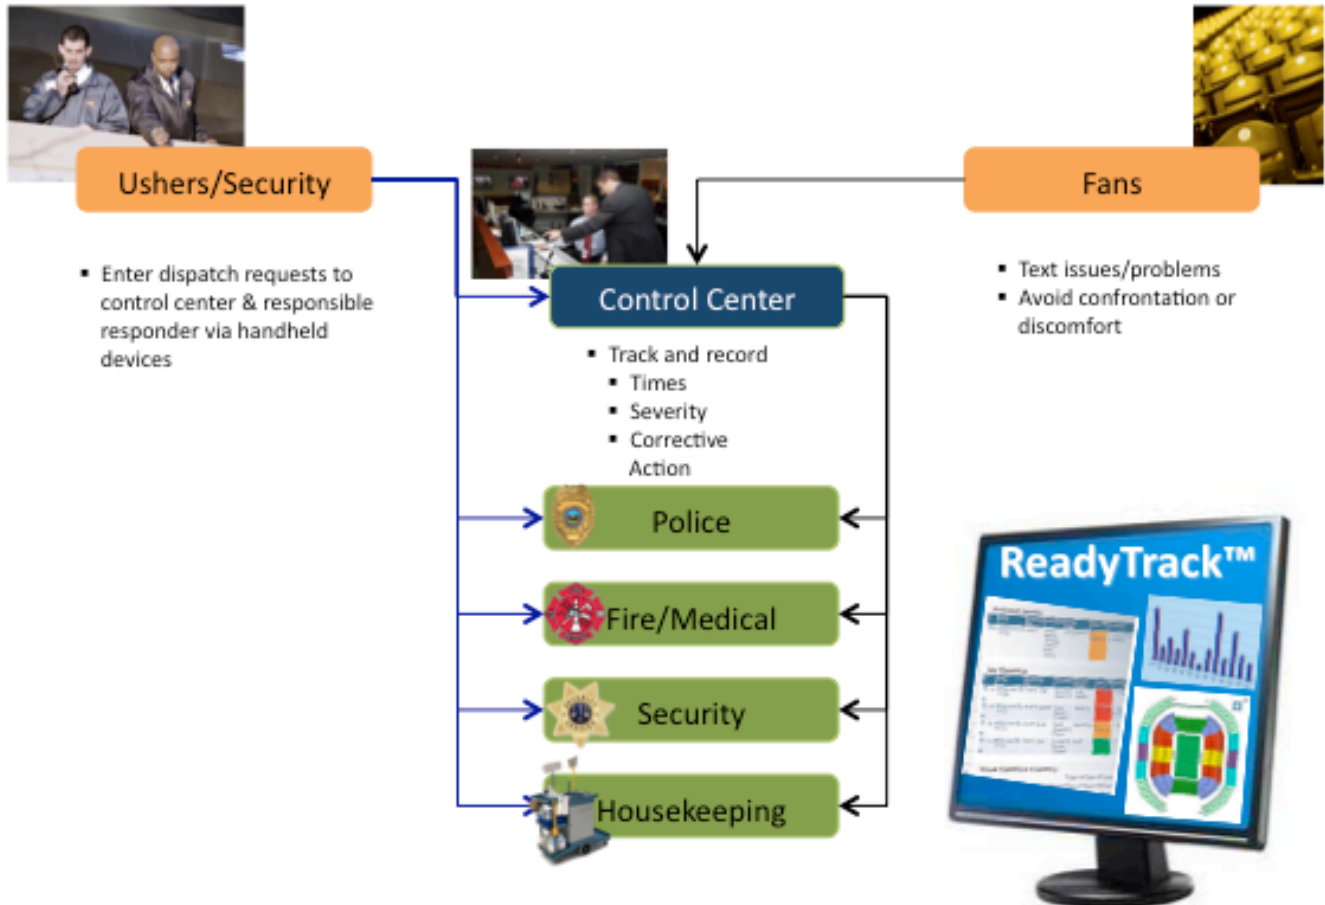 Ushers/Security
▪ Enter dispatch requests to
control center & responsible
responder via handheld
devices
Fans
▪ Text issues/problems
▪ Avoid confrontation or
discomfort
Control Center
▪ Track and record
▪ Times
▪ Severity
▪ Corrective
Action
Police
Fire/Medical
Security
Housekeeping
ReadyTrack™